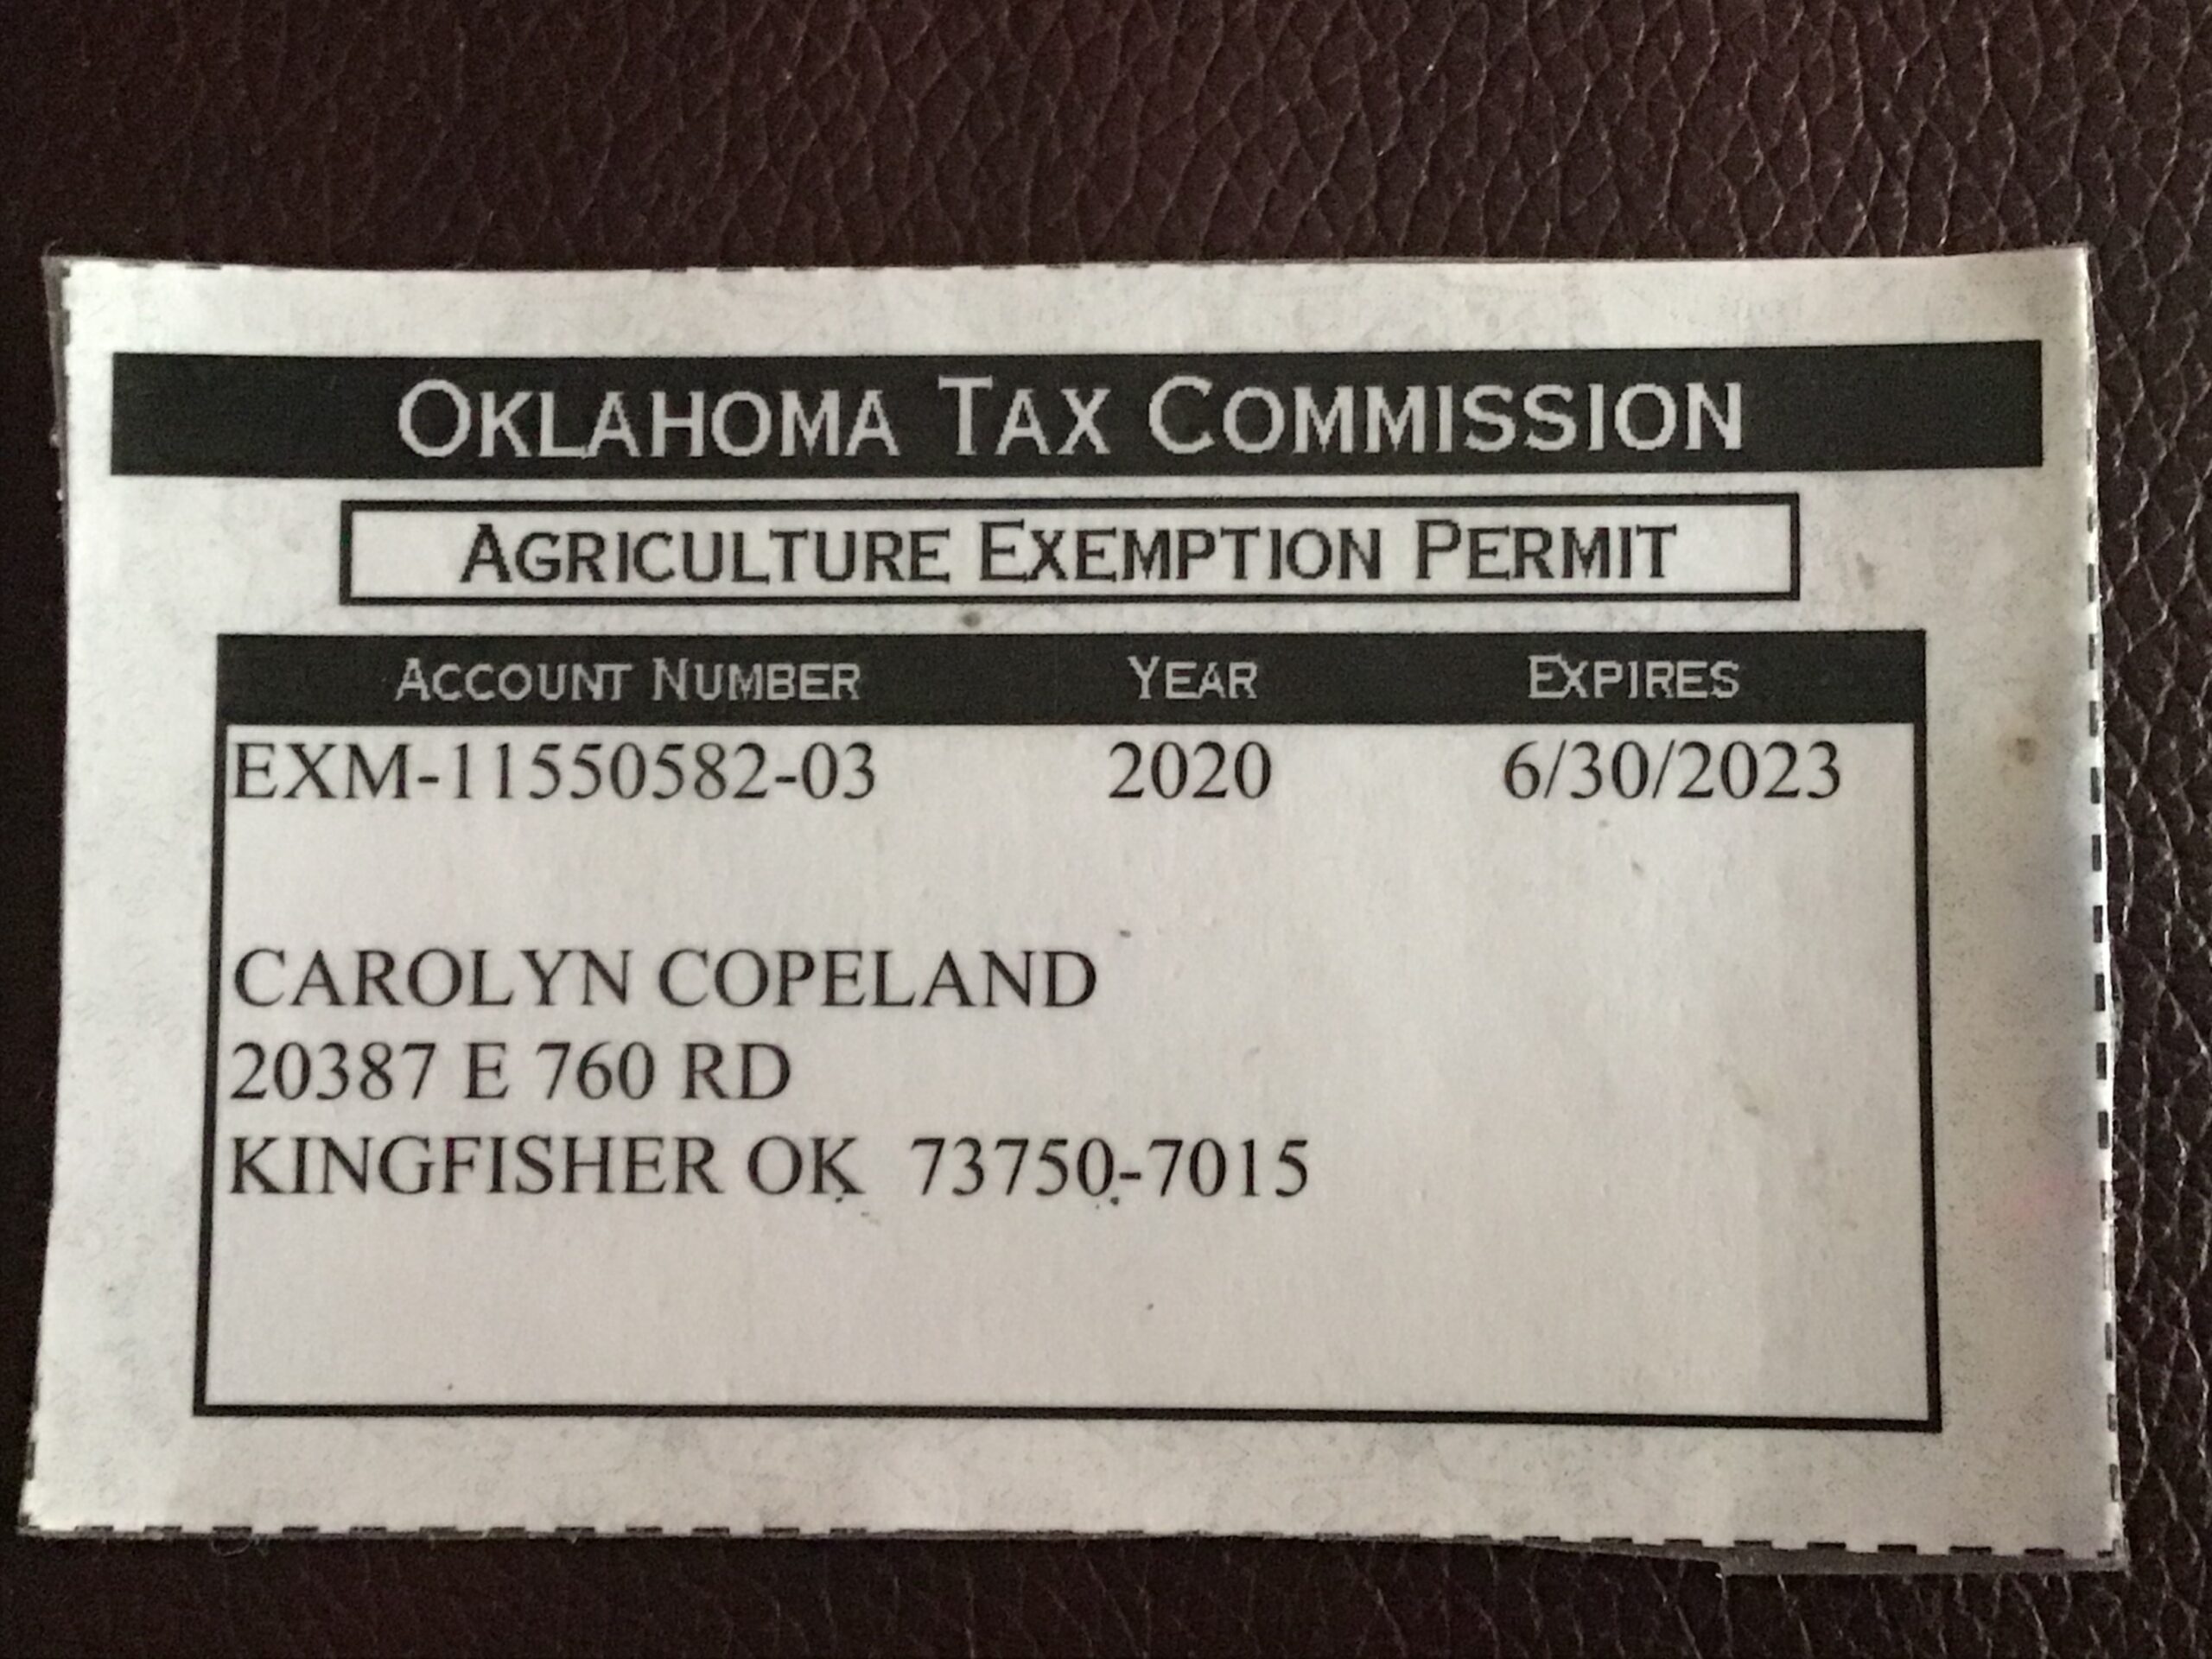 OKLAHOMA TAX COMMISSION
AGRICULTURE EXEMPTION PERMIT
ACCOUNT NUMBER YEAR EXPIRES
EXM-11550582-03 2020 6/30/2023
CAROLYN COPELAND
20387 E 760 RD
KINGFISHER OK 73750-7015